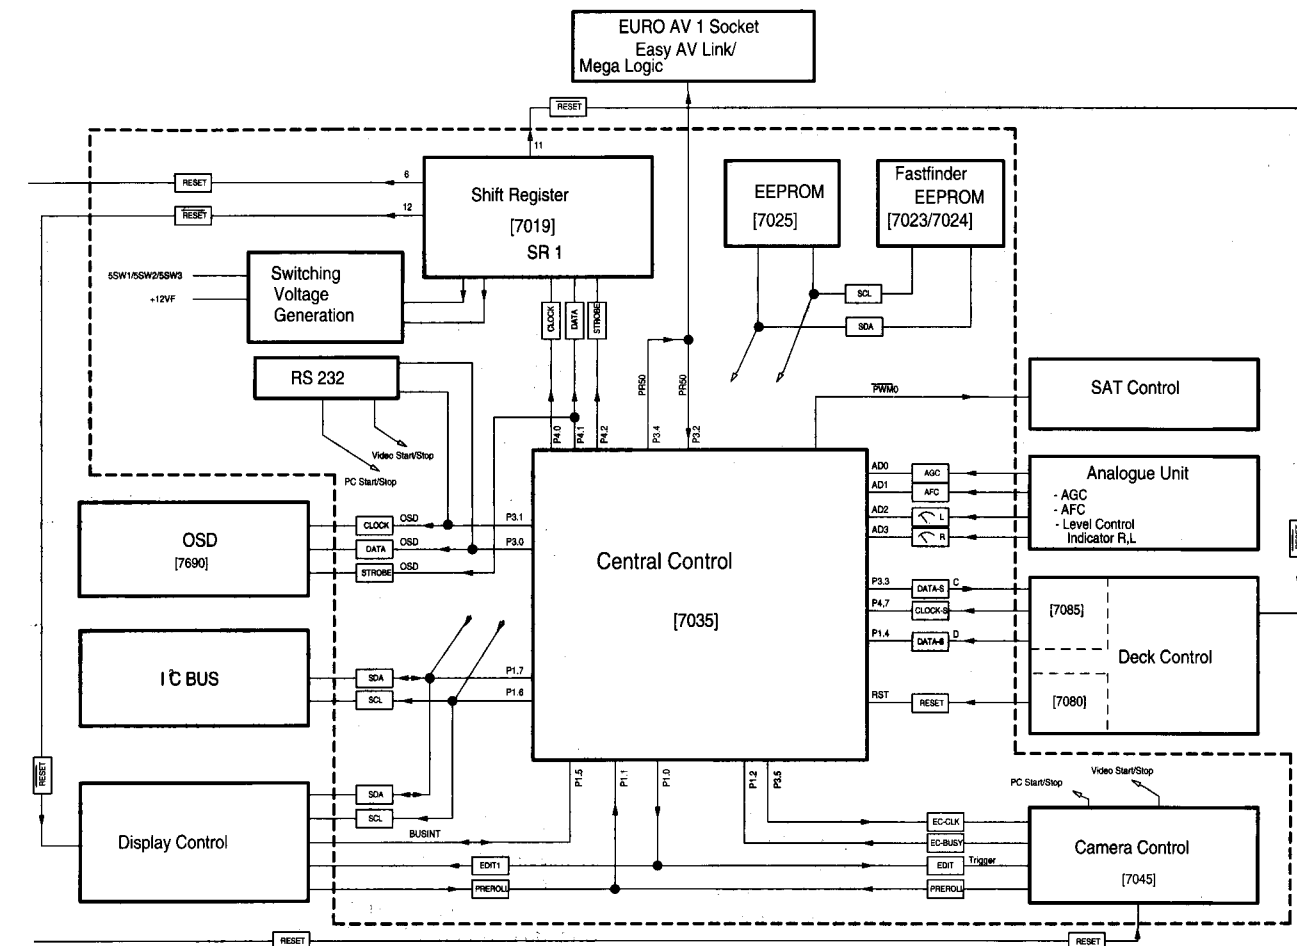 EURO AV 1 Socket
Easy AV Link/
Mega Logic
RESET
11
6
RESET
12
RESET
Shift Register
[7019]
SR 1
EEPROM
[7025]
Fastfinder
EEPROM
[7023/7024]
5SW1/5SW2/5SW3
+12VF
Switching
Voltage
Generation
SCL
SDA
CLOCK
DATA
STROBE
RS 232
Video Start/Stop
PC Start/Stop
PR50
PR50
P4.0
P4.1
P4.2
P3.4
P3.2
PWM0
SAT Control
AD0
AGC
AD1
AFC
AD2
L
AD3
R
Analogue Unit
- AGC
- AFC
- Level Control
Indicator R,L
OSD
[7690]
CLOCK
OSD
P3.1
DATA
OSD
P3.0
STROBE
OSD
Central Control
[7035]
P3.3
DATA-S
C
P4,7
CLOCK-S
P1.4
DATA-S
D
RST
RESET
[7085]
Deck Control
[7080]
RESET
I²C BUS
SDA
P1.7
SCL
P1.6
RESET
P1.5
P1.1
P1.0
P1.2
P3.5
Display Control
SDA
SCL
BUSINT
EDIT1
PREROLL
PC Start/Stop
Video Start/Stop
EC-CLK
EC-BUSY
EDIT
Trigger
PREROLL
Camera Control
[7045]
RESET
RESET